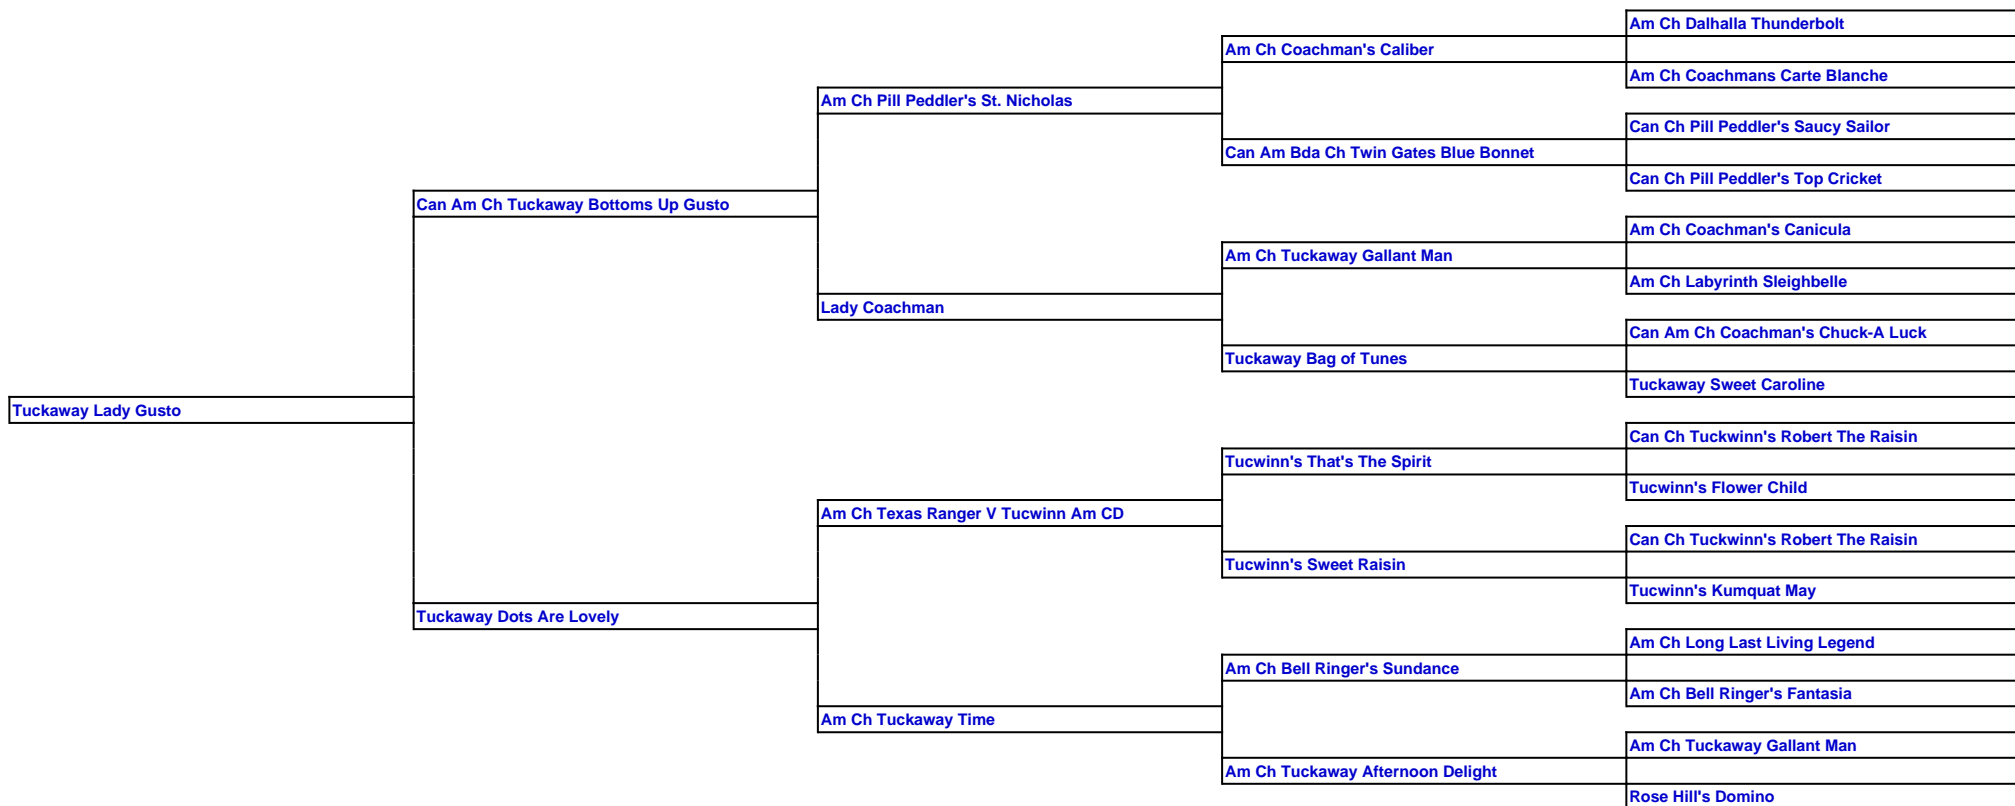 Am Ch Dalhalla Thunderbolt
Am Ch Coachman's Caliber
Am Ch Coachmans Carte Blanche
Am Ch Pill Peddler's St. Nicholas
Can Ch Pill Peddler's Saucy Sailor
Can Am Bda Ch Twin Gates Blue Bonnet
Can Ch Pill Peddler's Top Cricket
Can Am Ch Tuckaway Bottoms Up Gusto
Am Ch Coachman's Canicula
Am Ch Tuckaway Gallant Man
Am Ch Labyrinth Sleighbelle
Lady Coachman
Can Am Ch Coachman's Chuck-A Luck
Tuckaway Bag of Tunes
Tuckaway Sweet Caroline
Tuckaway Lady Gusto
Can Ch Tuckwinn's Robert The Raisin
Tucwinn's That's The Spirit
Tucwinn's Flower Child
Am Ch Texas Ranger V Tucwinn Am CD
Can Ch Tuckwinn's Robert The Raisin
Tucwinn's Sweet Raisin
Tucwinn's Kumquat May
Tuckaway Dots Are Lovely
Am Ch Long Last Living Legend
Am Ch Bell Ringer's Sundance
Am Ch Bell Ringer's Fantasia
Am Ch Tuckaway Time
Am Ch Tuckaway Gallant Man
Am Ch Tuckaway Afternoon Delight
Rose Hill's Domino